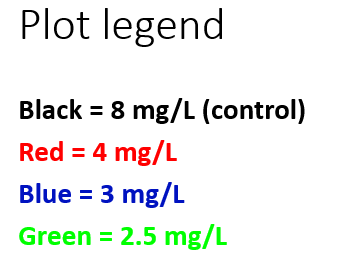 Plot legend
Black = 8 mg/L (control)
Red = 4 mg/L
Blue = 3 mg/L
Green = 2.5 mg/L